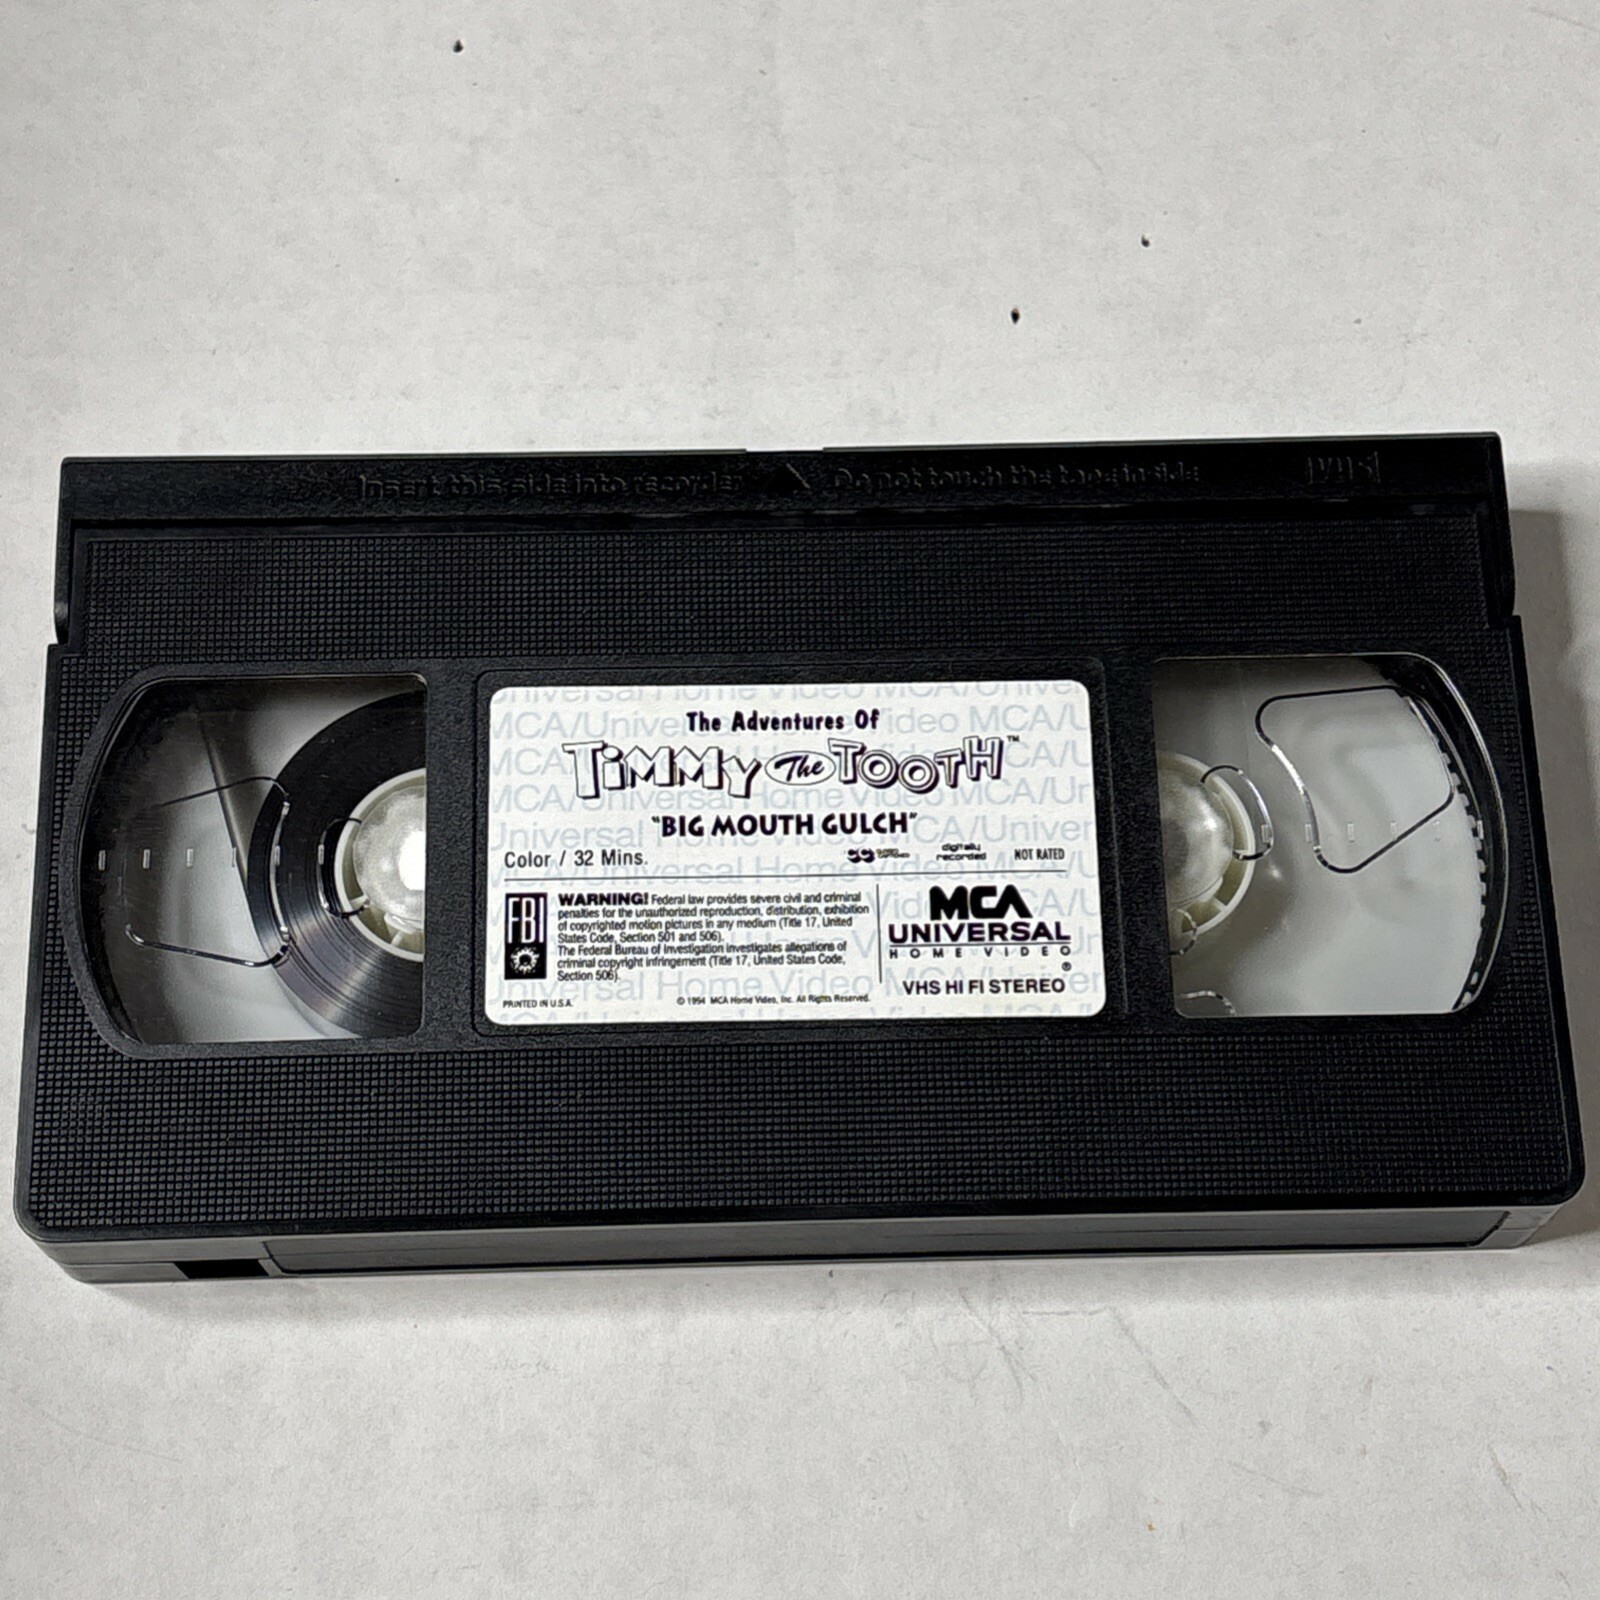 Insert this side into recorder Do not touch the tape inside VHS
The Adventures Of
TiMMy The TOOTH™
"BIG MOUTH GULCH"
Color / 32 Mins. digitally recorded NOT RATED
FBI
WARNING! Federal law provides severe civil and criminal
penalties for the unauthorized reproduction, distribution, exhibition
of copyrighted motion pictures in any medium (Title 17, United
States Code, Section 501 and 506).
The Federal Bureau of Investigation investigates allegations of
criminal copyright infringement (Title 17, United States Code,
Section 506).
MCA
UNIVERSAL
HOME VIDEO
®
VHS HI FI STEREO
PRINTED IN U.S.A.
© 1994 MCA Home Video, Inc. All Rights Reserved.